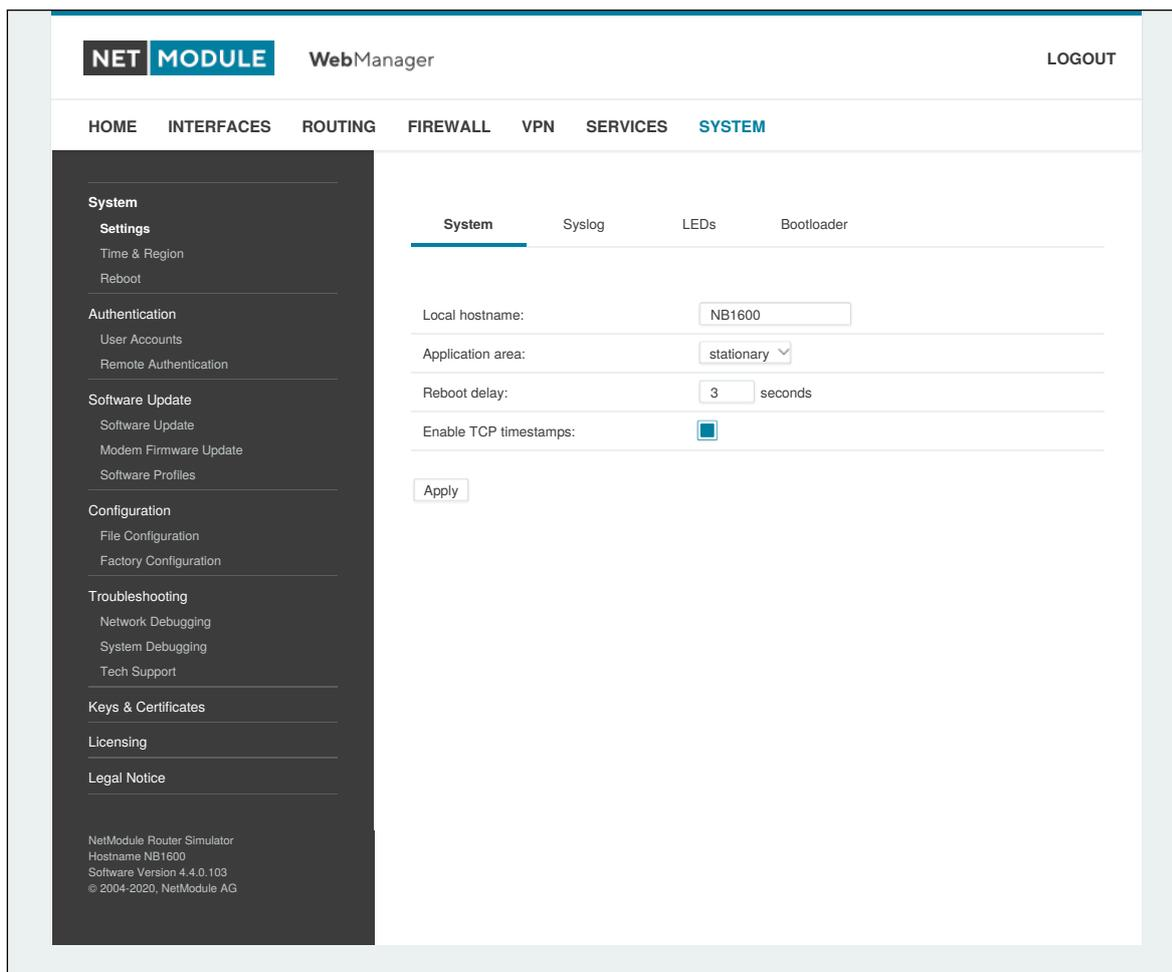 NET MODULE WebManager LOGOUT
HOME INTERFACES ROUTING FIREWALL VPN SERVICES SYSTEM
System
Settings
Time & Region
Reboot
Authentication
User Accounts
Remote Authentication
Software Update
Software Update
Modem Firmware Update
Software Profiles
Configuration
File Configuration
Factory Configuration
Troubleshooting
Network Debugging
System Debugging
Tech Support
Keys & Certificates
Licensing
Legal Notice
NetModule Router Simulator
Hostname NB1600
Software Version 4.4.0.103
© 2004-2020, NetModule AG
System Syslog LEDs Bootloader
Local hostname: NB1600
Application area: stationary
Reboot delay: 3 seconds
Enable TCP timestamps:
Apply